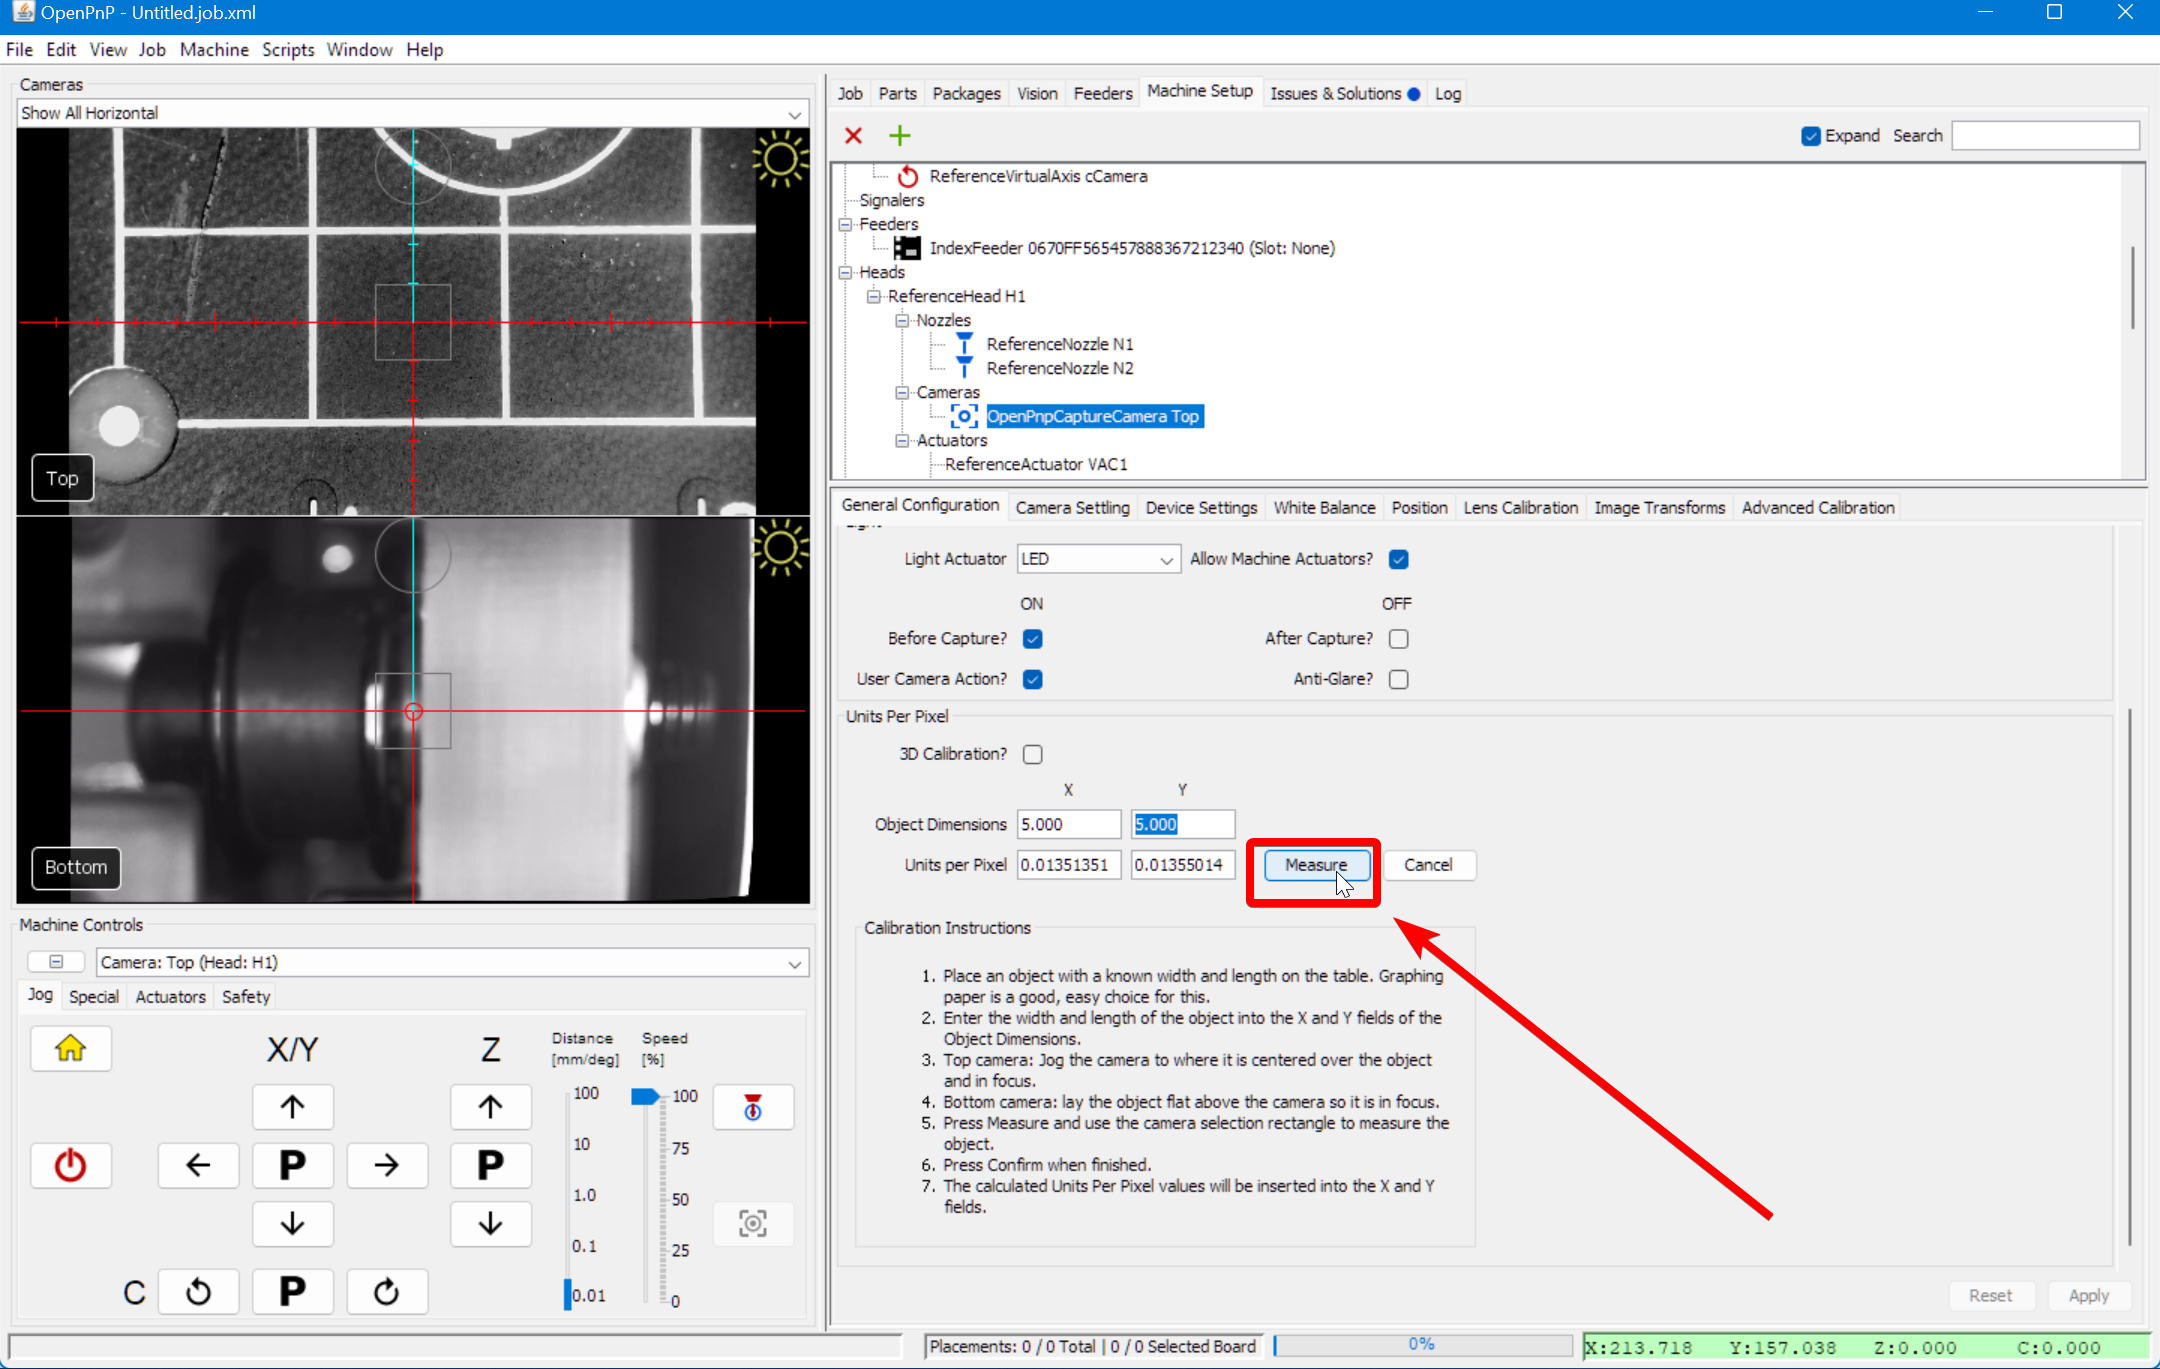 OpenPnP - Untitled.job.xml
File Edit View Job Machine Scripts Window Help
Cameras
Show All Horizontal
Top
Bottom
Machine Controls
Camera: Top (Head: H1)
Jog Special Actuators Safety
X/Y
Z
Distance [mm/deg]
Speed [%]
100
10
1.0
0.1
0.01
100
75
50
25
0
P
P
C
P
Job Parts Packages Vision Feeders Machine Setup Issues & Solutions Log
Expand Search
ReferenceVirtualAxis cCamera
Signalers
Feeders
IndexFeeder 0670FF565457888367212340 (Slot: None)
Heads
ReferenceHead H1
Nozzles
ReferenceNozzle N1
ReferenceNozzle N2
Cameras
OpenPnpCaptureCamera Top
Actuators
ReferenceActuator VAC1
General Configuration Camera Settling Device Settings White Balance Position Lens Calibration Image Transforms Advanced Calibration
Light Actuator LED Allow Machine Actuators?
ON OFF
Before Capture? After Capture?
User Camera Action? Anti-Glare?
Units Per Pixel
3D Calibration?
X Y
Object Dimensions 5.000 5.000
Units per Pixel 0.01351351 0.01355014 Measure Cancel
Calibration Instructions
1. Place an object with a known width and length on the table. Graphing
paper is a good, easy choice for this.
2. Enter the width and length of the object into the X and Y fields of the
Object Dimensions.
3. Top camera: Jog the camera to where it is centered over the object
and in focus.
4. Bottom camera: lay the object flat above the camera so it is in focus.
5. Press Measure and use the camera selection rectangle to measure the
object.
6. Press Confirm when finished.
7. The calculated Units Per Pixel values will be inserted into the X and Y
fields.
Reset Apply
Placements: 0 / 0 Total | 0 / 0 Selected Board 0% X:213.718 Y:157.038 Z:0.000 C:0.000